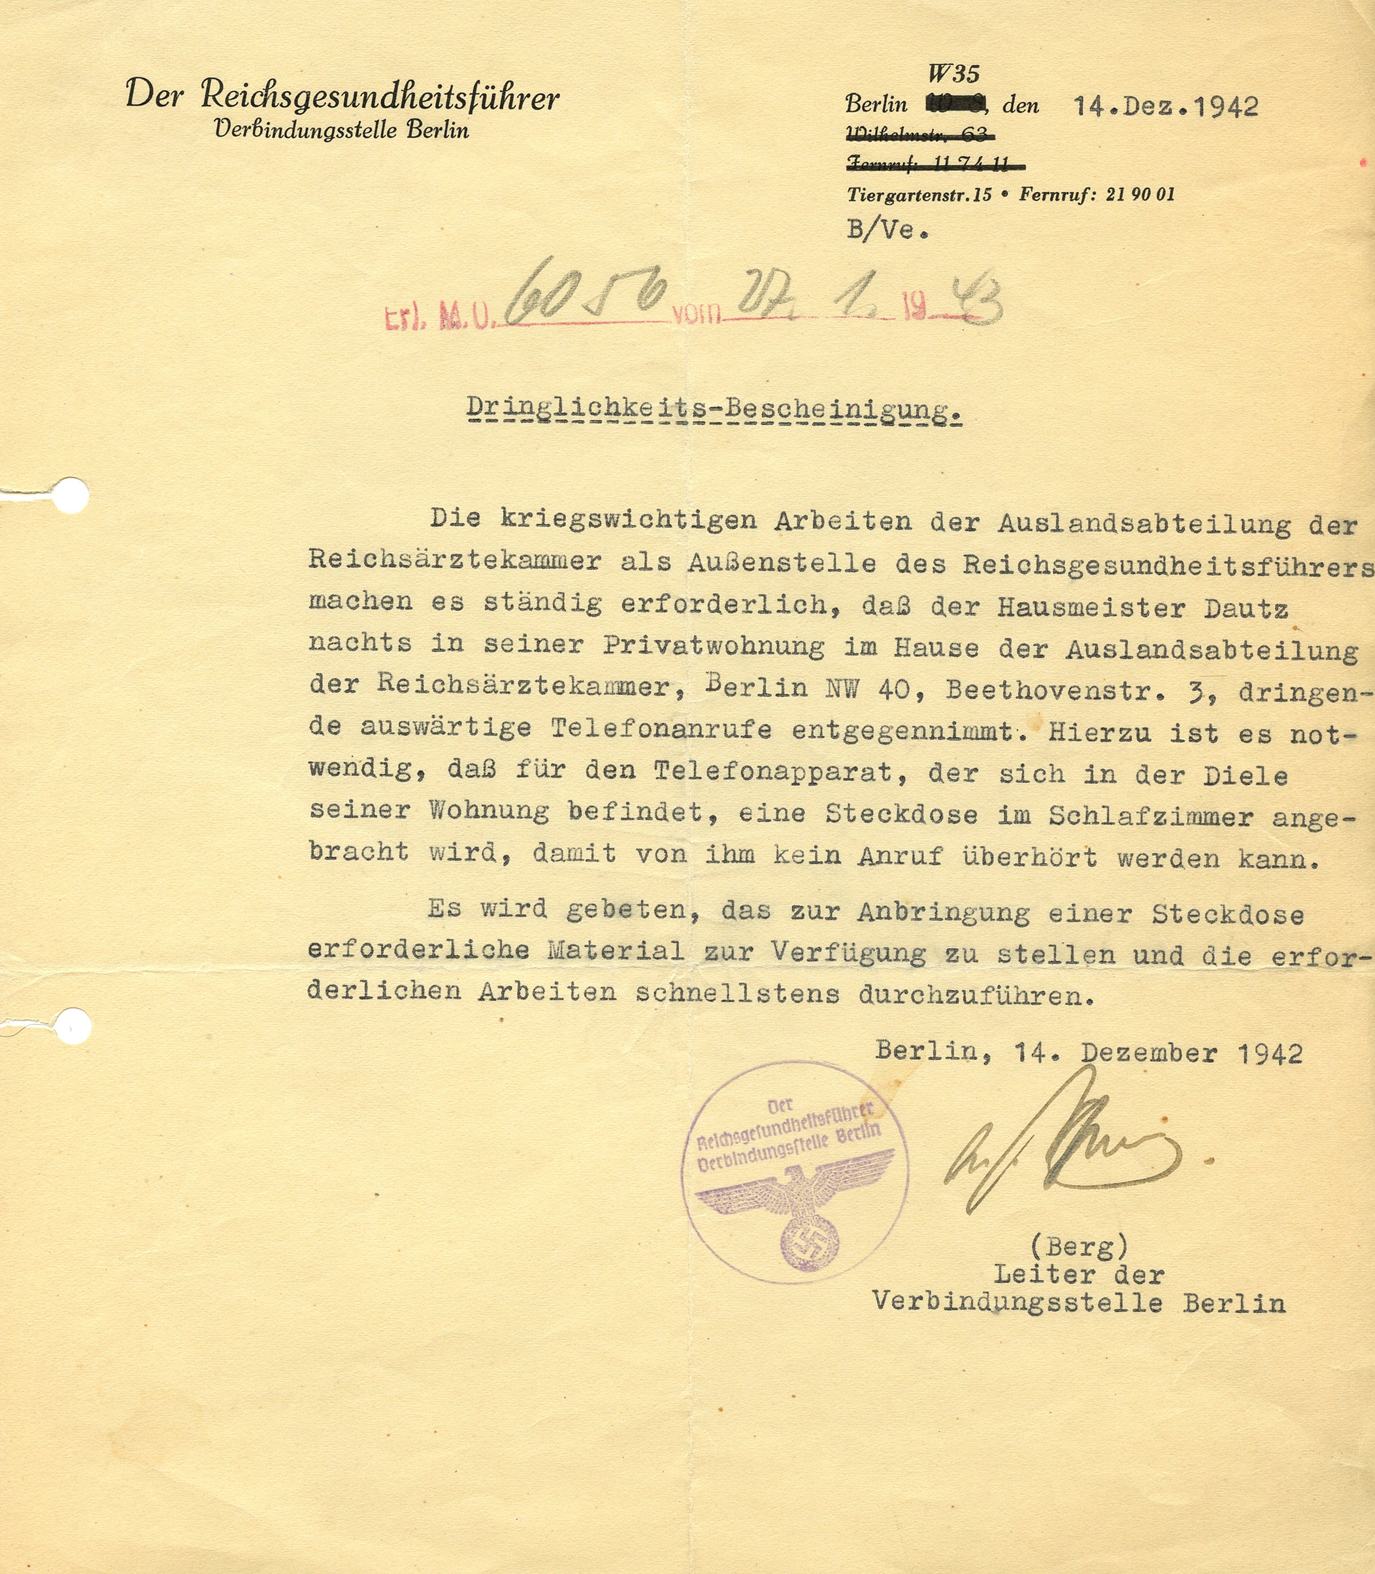 Der Reichsgesundheitsführer
Verbindungsstelle Berlin
W35
Berlin W 8, den 14.Dez.1942
Wilhelmstr. 63
Fernruf: 11 74 11
Tiergartenstr.15 • Fernruf: 21 90 01
B/Ve.
Erl. M.U. 6056 vom 27. 1. 1943
Dringlichkeits-Bescheinigung.
Die kriegswichtigen Arbeiten der Auslandsabteilung der
Reichsärztekammer als Außenstelle des Reichsgesundheitsführers
machen es ständig erforderlich, daß der Hausmeister Dautz
nachts in seiner Privatwohnung im Hause der Auslandsabteilung
der Reichsärztekammer, Berlin NW 40, Beethovenstr. 3, dringen-
de auswärtige Telefonanrufe entgegennimmt. Hierzu ist es not-
wendig, daß für den Telefonapparat, der sich in der Diele
seiner Wohnung befindet, eine Steckdose im Schlafzimmer ange-
bracht wird, damit von ihm kein Anruf überhört werden kann.
Es wird gebeten, das zur Anbringung einer Steckdose
erforderliche Material zur Verfügung zu stellen und die erfor-
derlichen Arbeiten schnellstens durchzuführen.
Berlin, 14. Dezember 1942
Der
Reichsgesundheitsführer
Verbindungsstelle Berlin
(Berg)
Leiter der
Verbindungsstelle Berlin